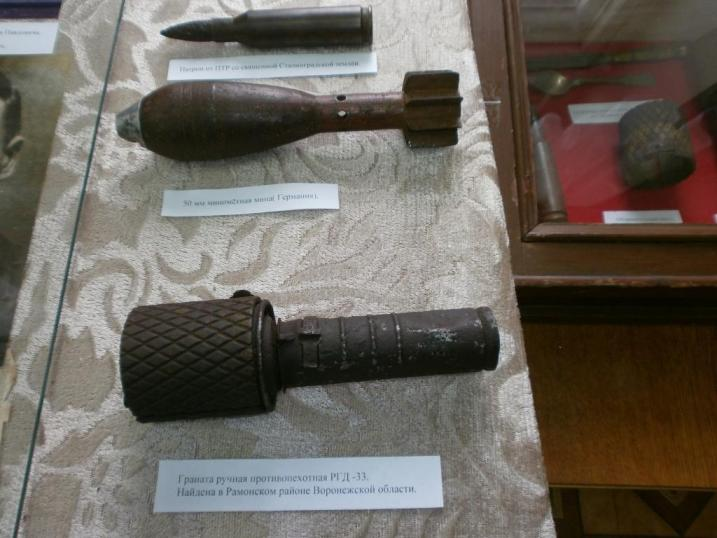 Патрон от ПТР со священной Сталинградской земли.
50 мм миномётная мина( Германия).
Граната ручная противопехотная РГД -33.
Найдена в Рамонском районе Воронежской области.